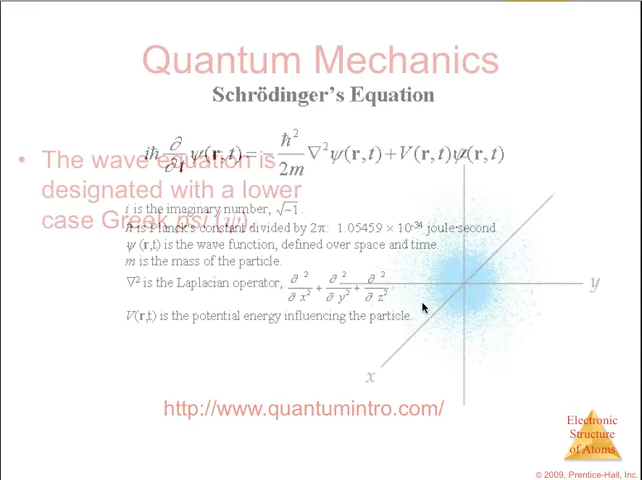 Quantum Mechanics
Schrödinger's Equation
iħ ∂/∂t ψ(r, t) = - ħ²/2m ∇²ψ(r, t) + V(r, t)ψ(r, t)
• The wave equation is
designated with a lower
case Greek psi (ψ).
i is the imaginary number, √-1 .
ħ is Planck's constant divided by 2π: 1.05459 × 10-34 joule-second.
ψ (r,t) is the wave function, defined over space and time.
m is the mass of the particle.
∇² is the Laplacian operator, ∂²/∂x² + ∂²/∂y² + ∂²/∂z² .
V(r,t) is the potential energy influencing the particle.
z
y
x
http://www.quantumintro.com/
Electronic
Structure
of Atoms
© 2009, Prentice-Hall, Inc.